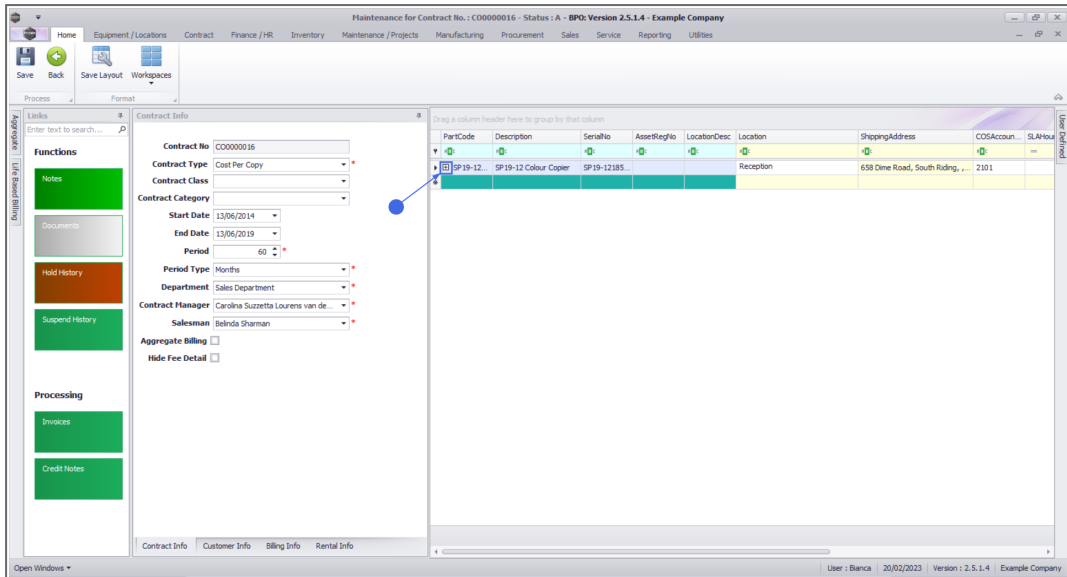 Maintenance for Contract No. : CO0000016 - Status : A - BPO: Version 2.5.1.4 - Example Company
Home Equipment / Locations Contract Finance / HR Inventory Maintenance / Projects Manufacturing Procurement Sales Service Reporting Utilities
Save Back Save Layout Workspaces
Process Format
Aggregate
Life Based Billing
Links
Enter text to search...
Functions
Notes
Documents
Hold History
Suspend History
Processing
Invoices
Credit Notes
Contract Info
Contract No CO0000016
Contract Type Cost Per Copy *
Contract Class
Contract Category
Start Date 13/06/2014
End Date 13/06/2019
Period 60 *
Period Type Months *
Department Sales Department *
Contract Manager Carolina Suzzetta Lourens van de... *
Salesman Belinda Sharman *
Aggregate Billing
Hide Fee Detail
Contract Info Customer Info Billing Info Rental Info
Drag a column header here to group by that column
PartCode Description SerialNo AssetRegNo LocationDesc Location ShippingAddress COSAccoun... SLAHour
SP19-12... SP19-12 Colour Copier SP19-12185... Reception 658 Dime Road, South Riding, ,... 2101
User Defined
Open Windows User : Bianca 20/02/2023 Version : 2.5.1.4 Example Company